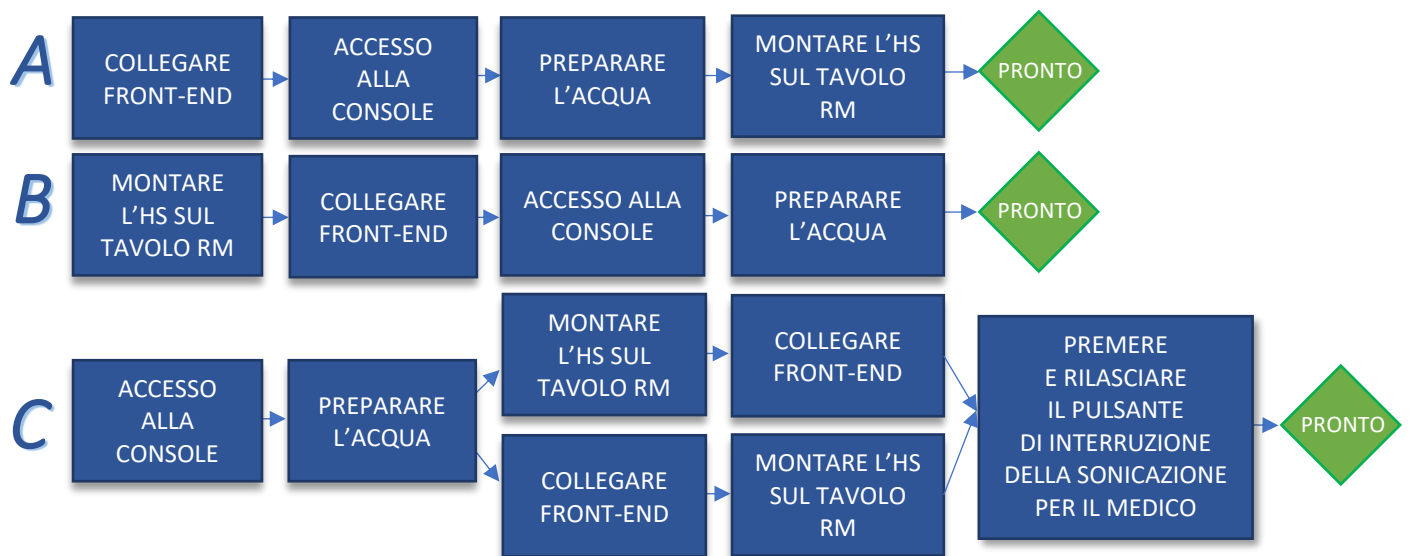 A
COLLEGARE
FRONT-END
ACCESSO
ALLA
CONSOLE
PREPARARE
L'ACQUA
MONTARE L'HS
SUL TAVOLO
RM
PRONTO
B
MONTARE
L'HS SUL
TAVOLO RM
COLLEGARE
FRONT-END
ACCESSO ALLA
CONSOLE
PREPARARE
L'ACQUA
PRONTO
C
ACCESSO
ALLA
CONSOLE
PREPARARE
L'ACQUA
MONTARE
L'HS SUL
TAVOLO RM
COLLEGARE
FRONT-END
COLLEGARE
FRONT-END
MONTARE L'HS
SUL TAVOLO
RM
PREMERE
E RILASCIARE
IL PULSANTE
DI INTERRUZIONE
DELLA SONICAZIONE
PER IL MEDICO
PRONTO